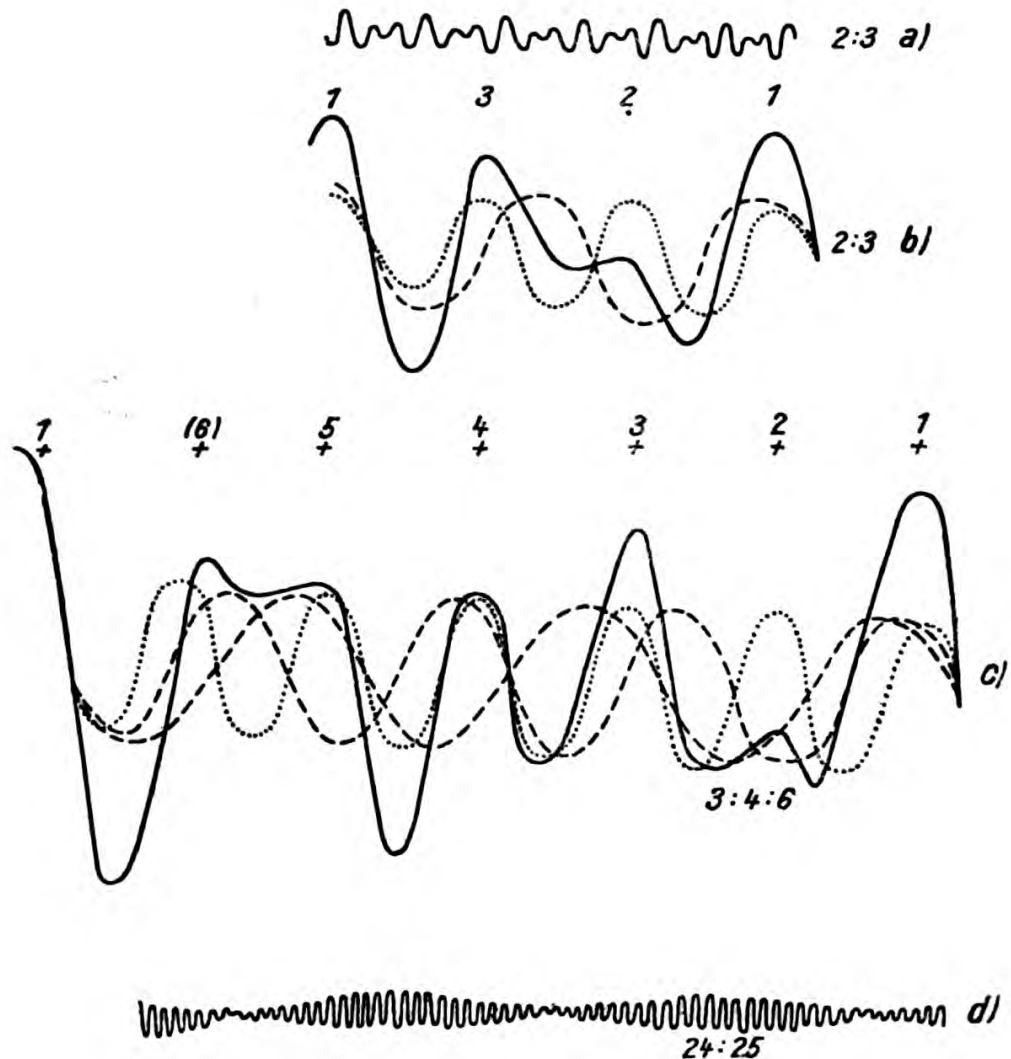 2:3 a)
1 3 2 1
2:3 b)
1 (6) 5 4 3 2 1
+ + + + + + +
c)
3:4:6
d)
24:25